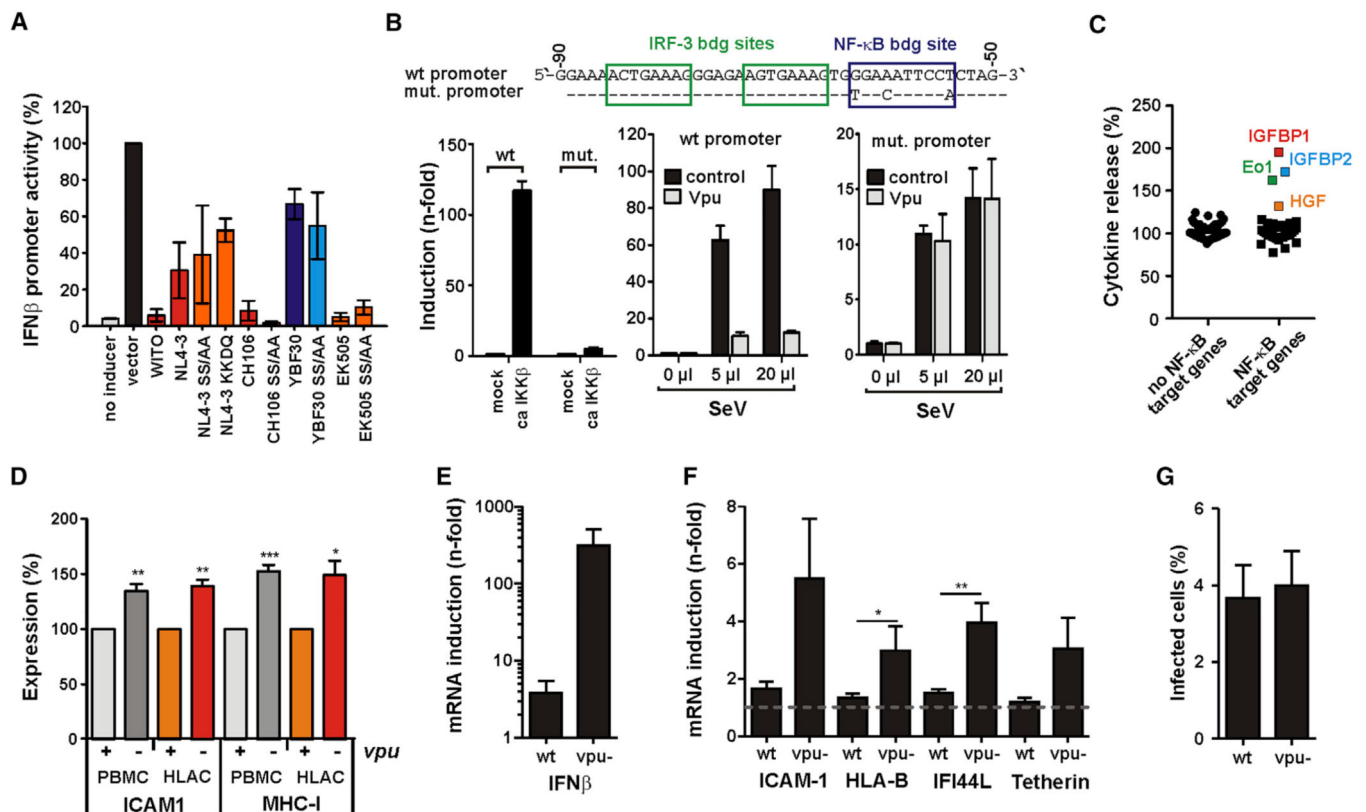 A
IFNβ promoter activity (%)
120
100
80
60
40
20
0
no inducer
vector
WITO
NL4-3
NL4-3 SS/AA
NL4-3 KKDQ
CH106
CH106 SS/AA
YBF30
YBF30 SS/AA
EK505
EK505 SS/AA
B
IRF-3 bdg sites
NF-κB bdg site
-90
-50
wt promoter 5`-GGAAAACTGAAAGGGAGAAGTGAAAGTGGGAAATTCCTCTAG-3`
mut. promoter T C A
Induction (n-fold)
150
100
50
0
wt
mut.
mock
ca IKKβ
mock
ca IKKβ
wt promoter
120
100
80
60
40
20
0
control
Vpu
0 µl 5 µl 20 µl
SeV
mut. promoter
20
15
10
5
0
control
Vpu
0 µl 5 µl 20 µl
SeV
C
Cytokine release (%)
250
200
150
100
50
0
IGFBP1
Eo1
IGFBP2
HGF
no NF-κB
target genes
NF-κB
target genes
D
Expression (%)
200
150
100
50
0
** ** *** *
+ - + - + - + - vpu
PBMC HLAC PBMC HLAC
ICAM1 MHC-I
E
mRNA induction (n-fold)
1000
100
10
1
wt vpu-
IFNβ
F
mRNA induction (n-fold)
8
6
4
2
0
* **
wt vpu- wt vpu- wt vpu- wt vpu-
ICAM-1 HLA-B IFI44L Tetherin
G
Infected cells (%)
6
4
2
0
wt vpu-